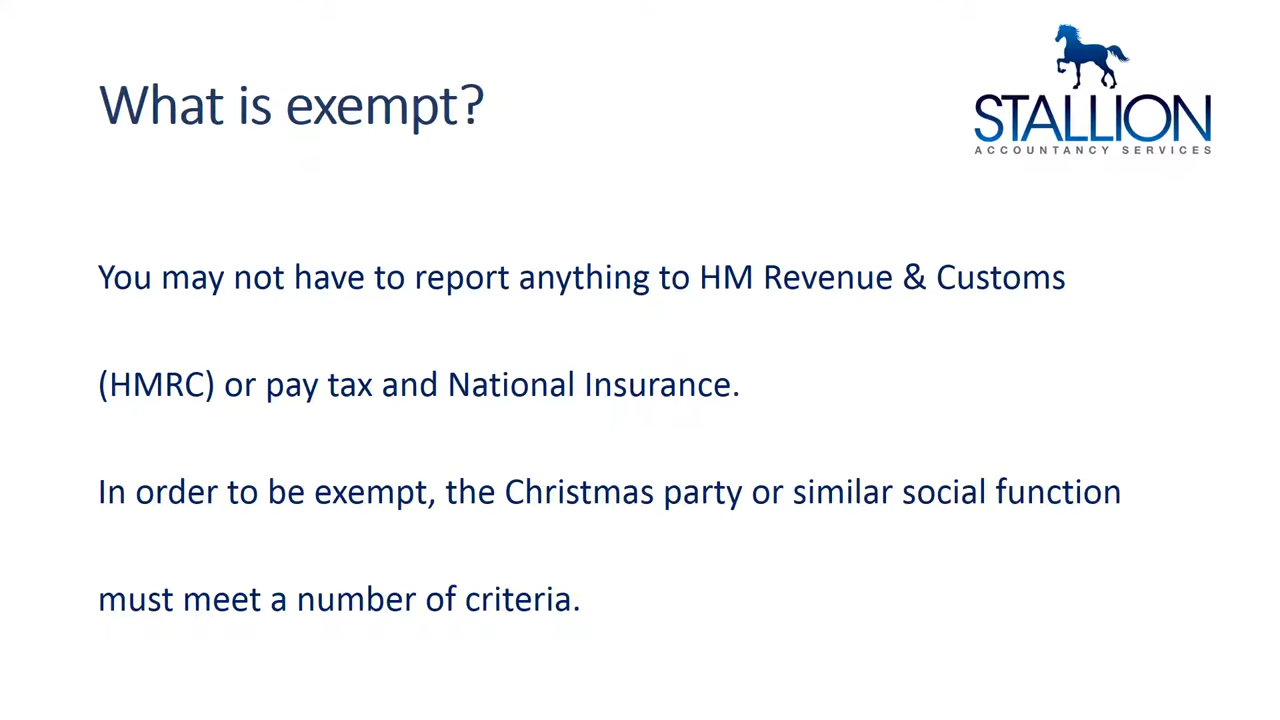 What is exempt?
STALLION
ACCOUNTANCY SERVICES
You may not have to report anything to HM Revenue & Customs
(HMRC) or pay tax and National Insurance.
In order to be exempt, the Christmas party or similar social function
must meet a number of criteria.